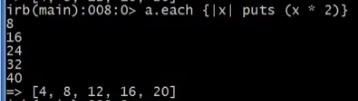 irb(main):008:0> a.each {|x| puts (x * 2)}
8
16
24
32
40
=> [4, 8, 12, 16, 20]